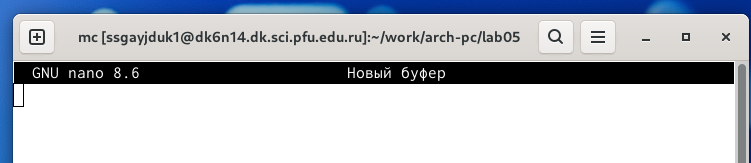 mc [ssgayjduk1@dk6n14.dk.sci.pfu.edu.ru]:~/work/arch-pc/lab05
GNU nano 8.6 Новый буфер